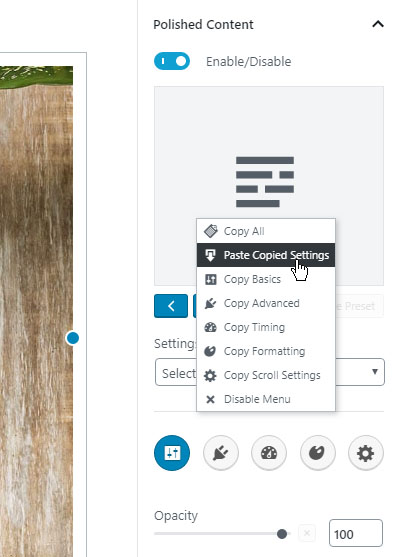 Polished Content
Enable/Disable
Copy All
Paste Copied Settings
Copy Basics
Preset
Copy Advanced
Copy Timing
Settings
Copy Formatting
Select
Copy Scroll Settings
Disable Menu
Opacity
100